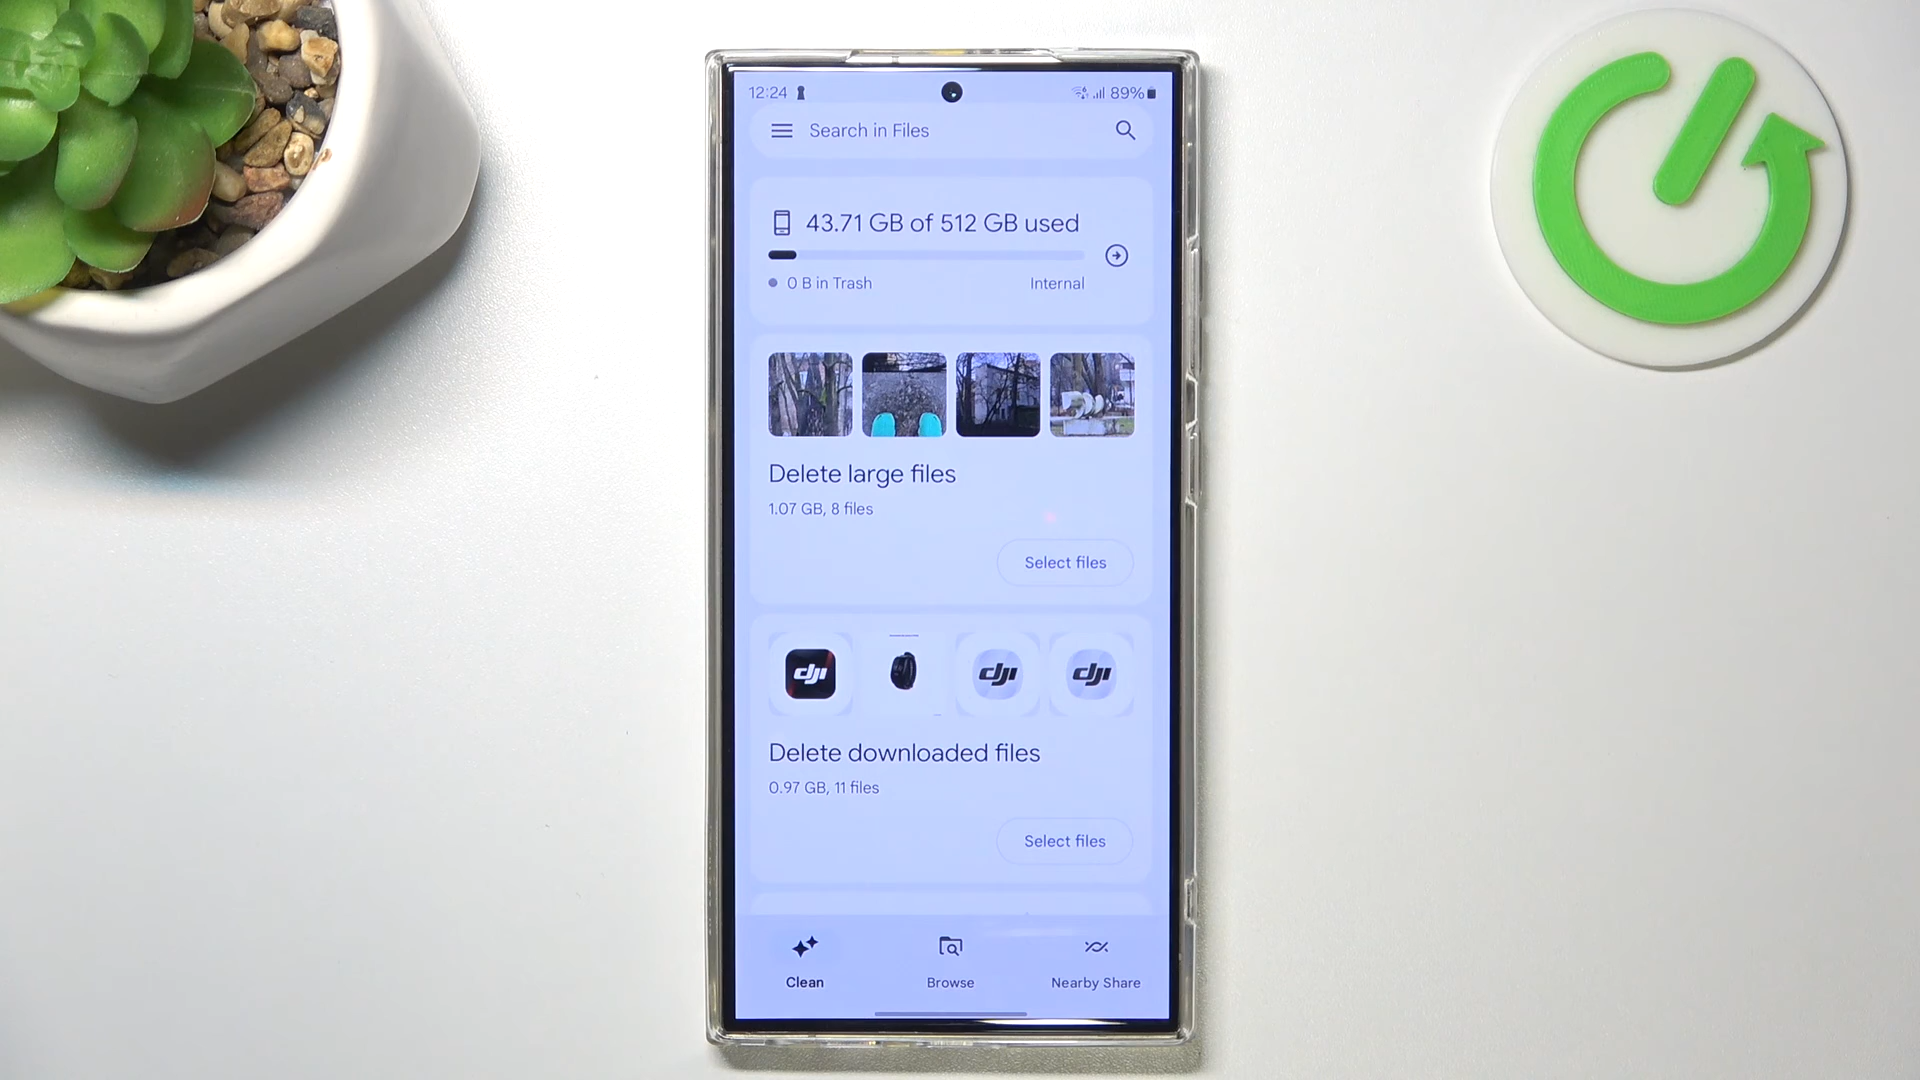 12:24 89%
Search in Files
43.71 GB of 512 GB used
0 B in Trash Internal
Delete large files
1.07 GB, 8 files
Select files
dji dji dji
Delete downloaded files
0.97 GB, 11 files
Select files
Clean Browse Nearby Share